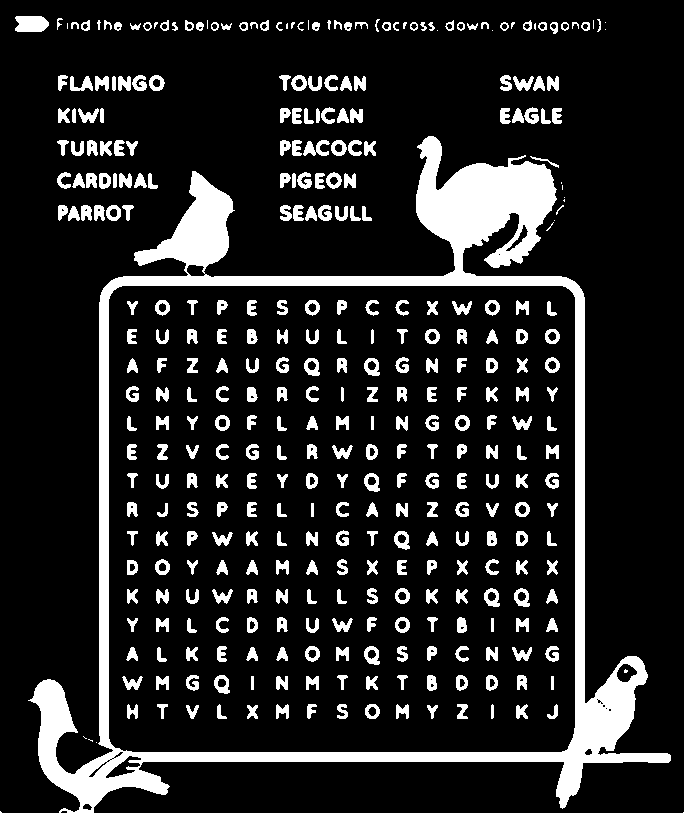 Find the words below and circle them (across, down, or diagonal):
FLAMINGO TOUCAN SWAN
KIWI PELICAN EAGLE
TURKEY PEACOCK
CARDINAL PIGEON
PARROT SEAGULL
Y O T P E S O P C C X W O M L
E U R E B H U L I T O R A D O
A F Z A U G Q R Q G N F D X O
G N L C B R C I Z R E F K M Y
L M Y O F L A M I N G O F W L
E Z V C G L R W D F T P N L M
T U R K E Y D Y Q F G E U K G
R J S P E L I C A N Z G V O Y
T K P W K L N G T Q A U B D L
D O Y A A M A S X E P X C K X
K N U W R N L L S O K K Q Q A
Y M L C D R U W F O T B I M A
A L K E A A O M Q S P C N W G
W M G Q I N M T K T B D D R I
H T V L X M F S O M Y Z I K J